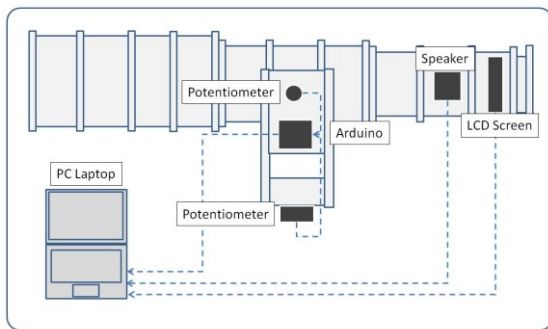 Speaker
Potentiometer
Arduino
LCD Screen
PC Laptop
Potentiometer